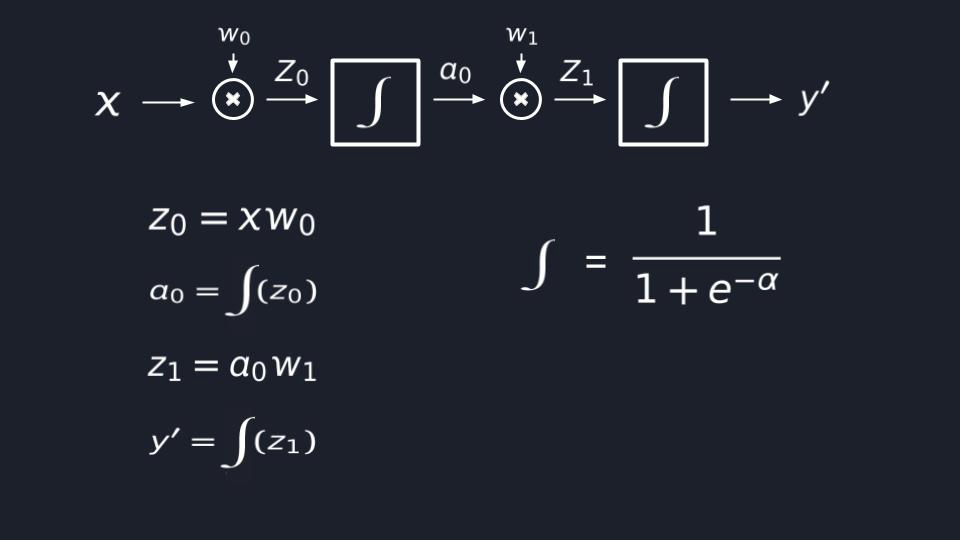 w₀ w₁
x → ⊗ z₀ → ∫ a₀ → ⊗ z₁ → ∫ → y′
z₀ = xw₀
a₀ = ∫(z₀)
z₁ = a₀w₁
y′ = ∫(z₁)
∫ = 1 / (1 + e^(−α))